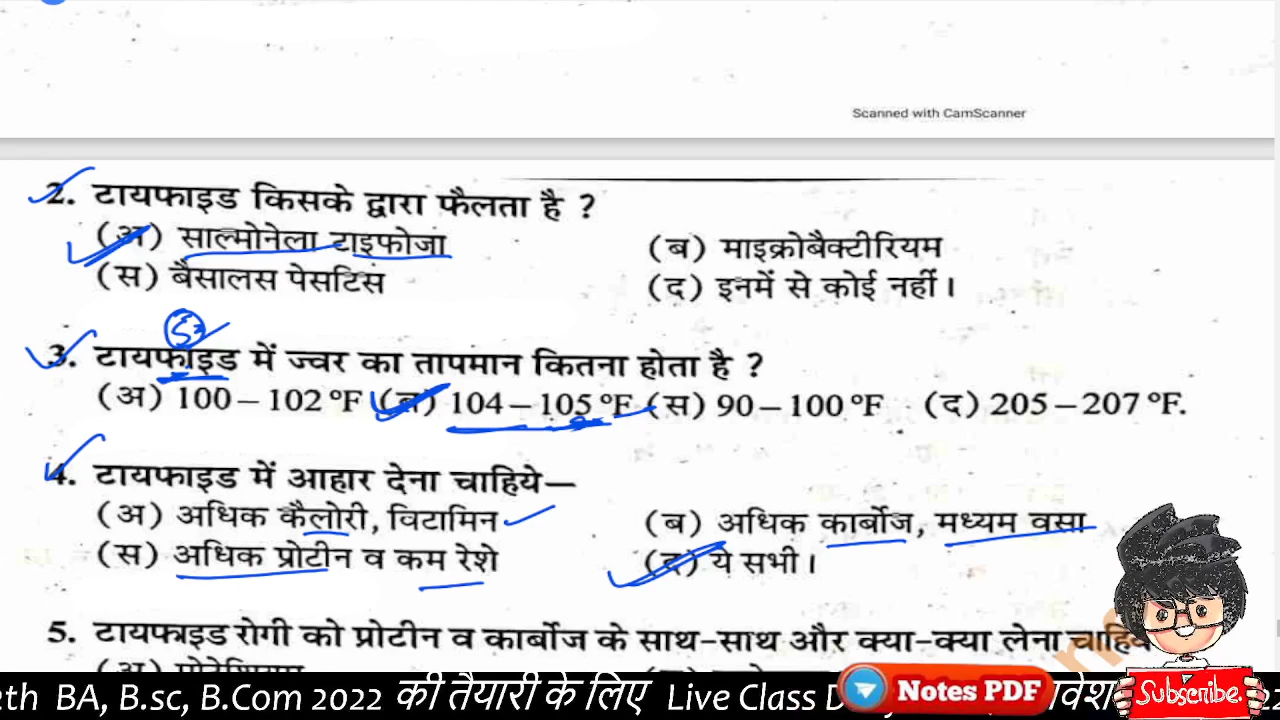 Scanned with CamScanner
2. टायफाइड किसके द्वारा फैलता है ?
(अ) साल्मोनेला टाइफोजा (ब) माइक्रोबैक्टीरियम
(स) बैसालस पेसटिस (द) इनमें से कोई नहीं।
3. टायफाइड में ज्वर का तापमान कितना होता है ?
(अ) 100 – 102 °F (ब) 104 – 105 °F (स) 90 – 100 °F (द) 205 – 207 °F.
4. टायफाइड में आहार देना चाहिये—
(अ) अधिक कैलोरी, विटामिन (ब) अधिक कार्बोज, मध्यम वसा
(स) अधिक प्रोटीन व कम रेशे (द) ये सभी।
5. टायफाइड रोगी को प्रोटीन व कार्बोज के साथ-साथ और क्या-क्या लेना
BA, B.sc, B.Com 2022 की तैयारी के लिए Live Class
Notes PDF
Subscribe.